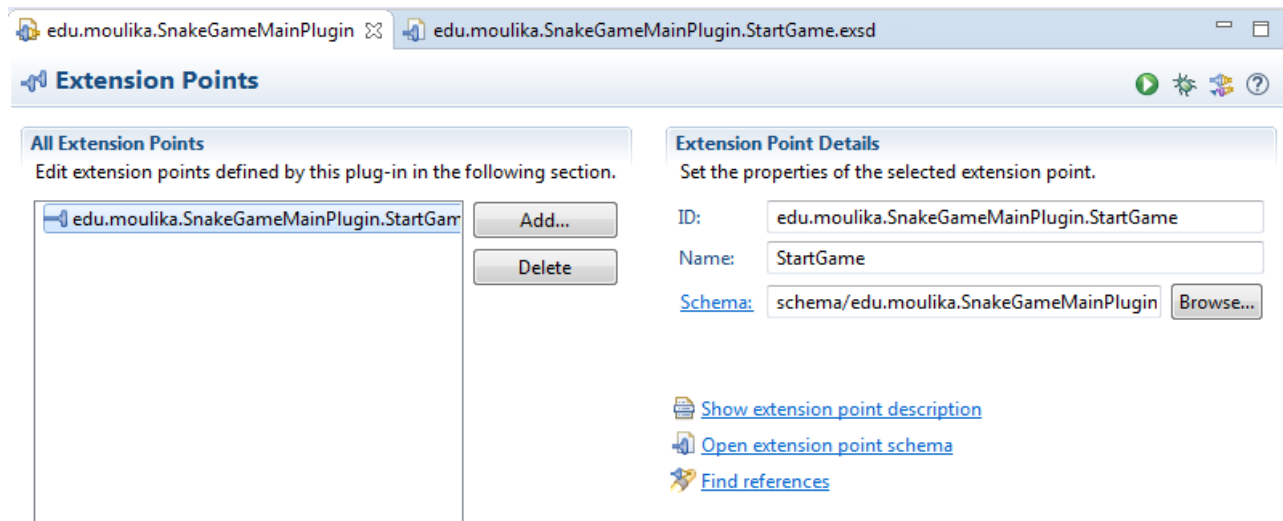 edu.moulika.SnakeGameMainPlugin
edu.moulika.SnakeGameMainPlugin.StartGame.exsd
Extension Points
All Extension Points
Edit extension points defined by this plug-in in the following section.
edu.moulika.SnakeGameMainPlugin.StartGam
Add...
Delete
Extension Point Details
Set the properties of the selected extension point.
ID: edu.moulika.SnakeGameMainPlugin.StartGame
Name: StartGame
Schema: schema/edu.moulika.SnakeGameMainPlugin Browse...
Show extension point description
Open extension point schema
Find references